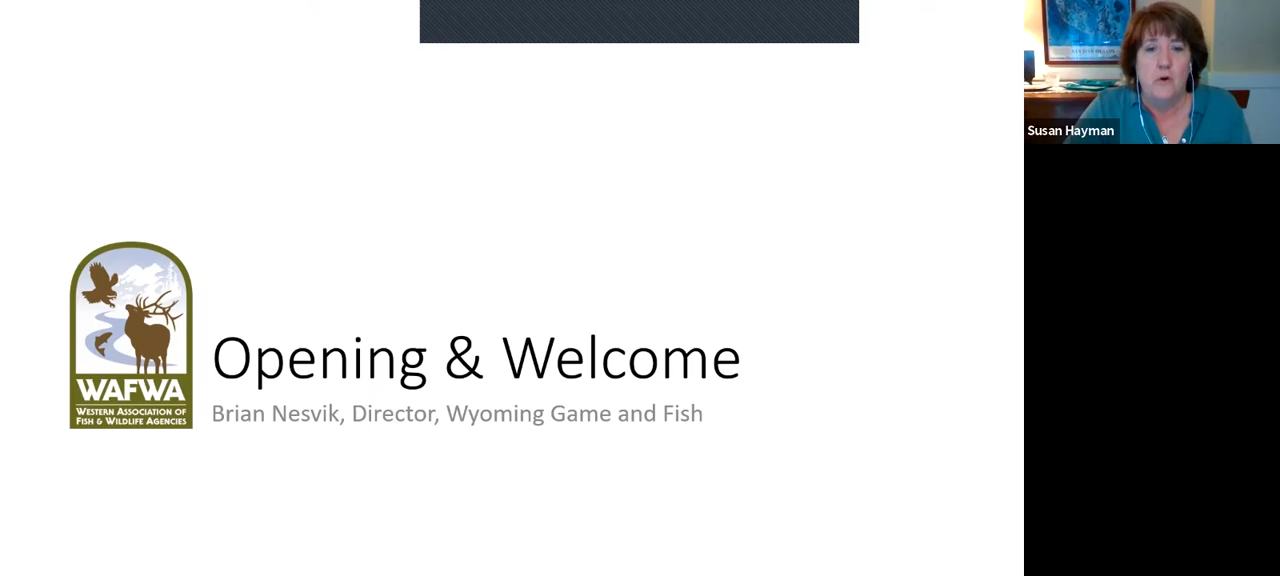 Opening & Welcome
Brian Nesvik, Director, Wyoming Game and Fish
WAFWA
WESTERN ASSOCIATION OF
FISH & WILDLIFE AGENCIES
Susan Hayman